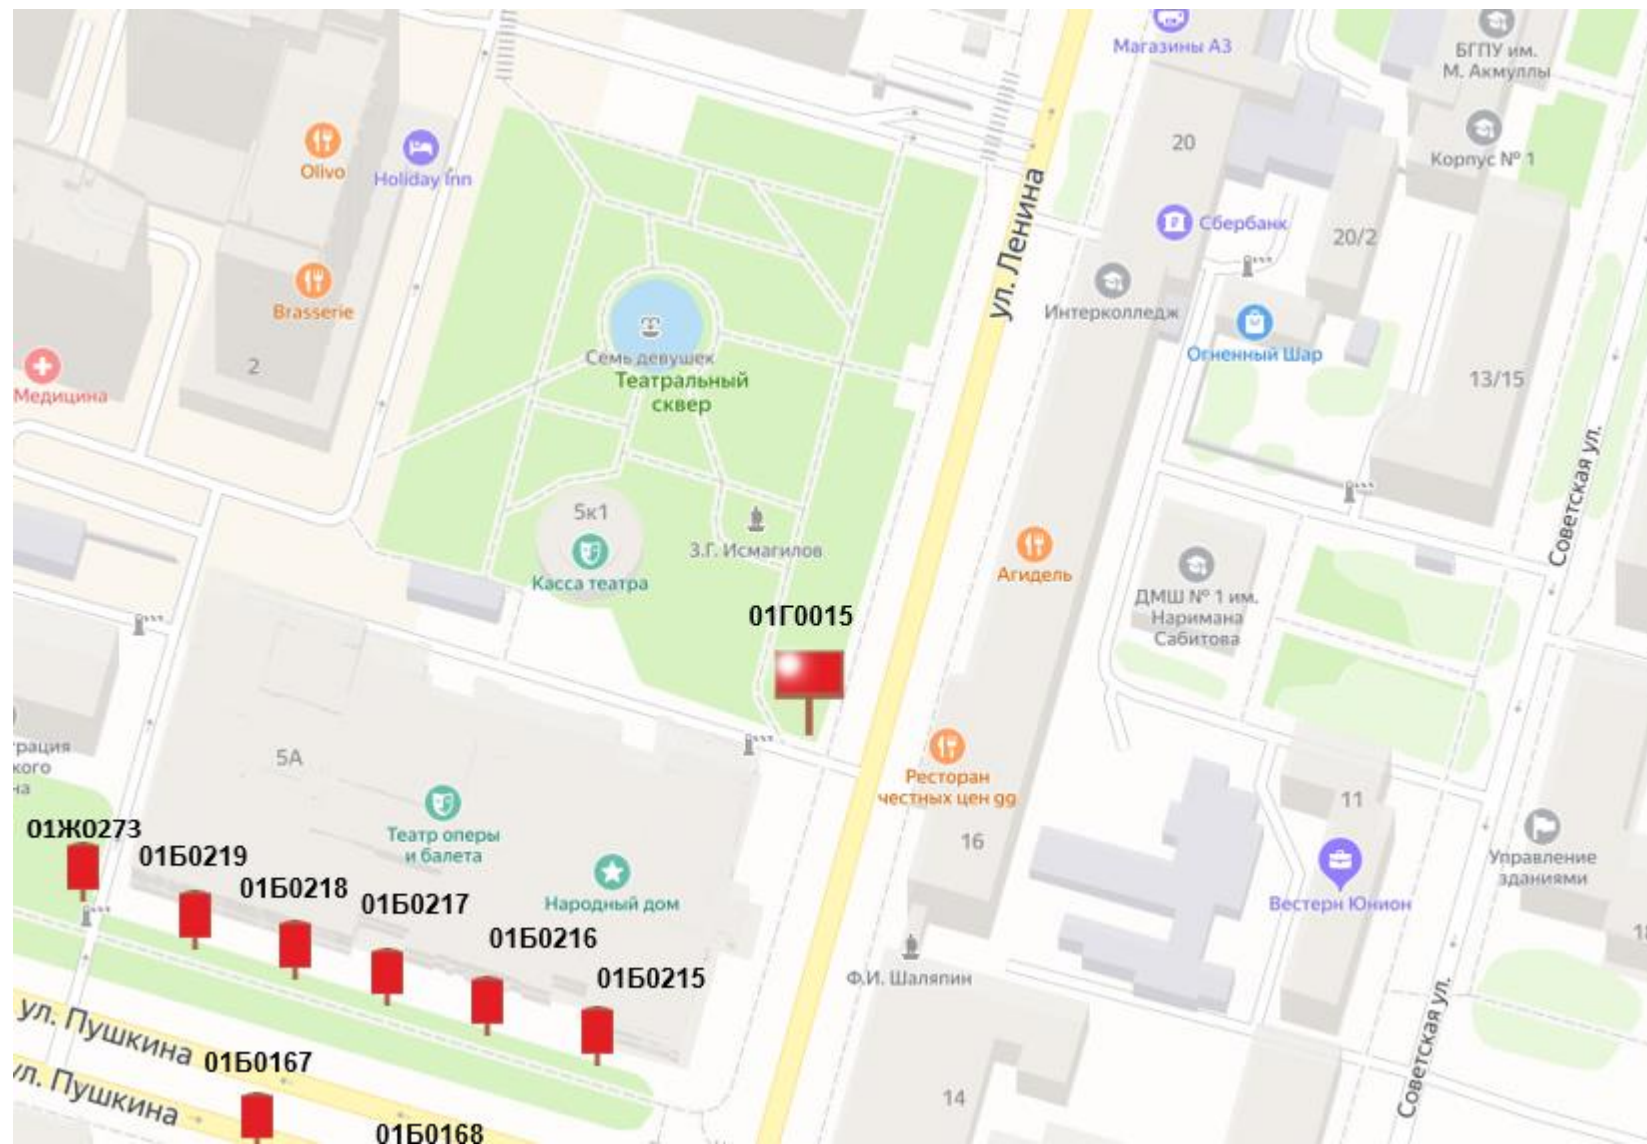 Магазины А3
БГПУ им.
М. Акмуллы
Olivo
Holiday Inn
20
Корпус № 1
ул. Ленина
Сбербанк
20/2
Brasserie
Интерколледж
Семь девушек
Огненный Шар
2
Театральный
сквер
13/15
Медицина
Советская ул.
5к1
З.Г. Исмагилов
Касса театра
Агидель
ДМШ № 1 им.
Наримана
Сабитова
01Г0015
5А
Ресторан
честных цен gg
16
11
Театр оперы
и балета
01Ж0273
01Б0219
01Б0218
01Б0217
Народный дом
Управление
зданиями
Вестерн Юнион
01Б0216
01Б0215
Ф.И. Шаляпин
ул. Пушкина
01Б0167
ул. Пушкина
14
Советская ул.
01Б0168